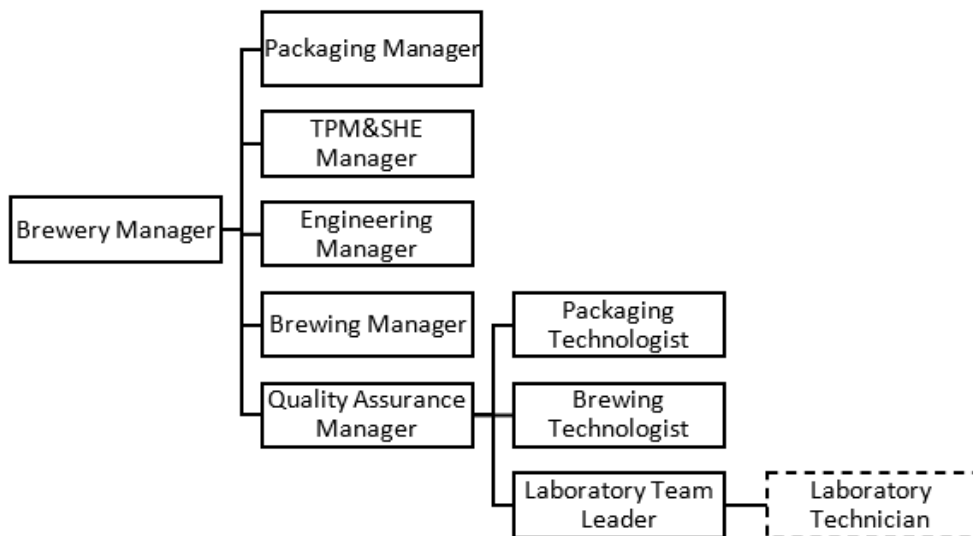 Packaging Manager
TPM&SHE
Manager
Brewery Manager
Engineering
Manager
Brewing Manager
Quality Assurance
Manager
Packaging
Technologist
Brewing
Technologist
Laboratory Team
Leader
Laboratory
Technician